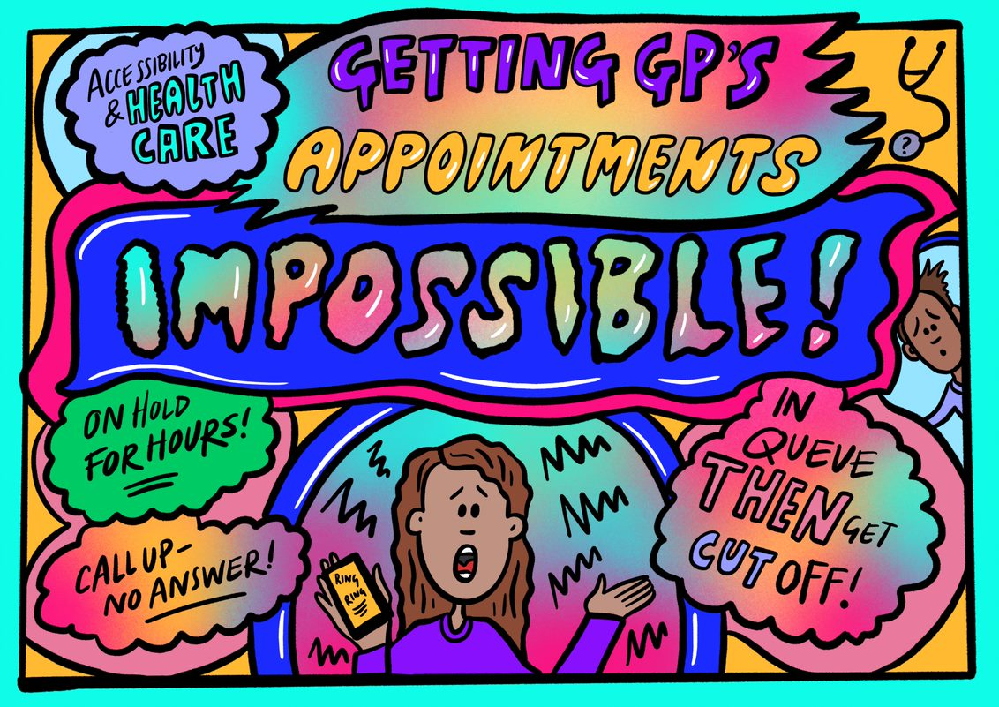 ACCESSIBILITY
& HEALTH
CARE
GETTING GP'S
APPOINTMENTS
?
IMPOSSIBLE!
ON HOLD
FOR HOURS!
CALL UP-
NO ANSWER!
RING
RING
IN
QUEUE
THEN GET
CUT OFF!